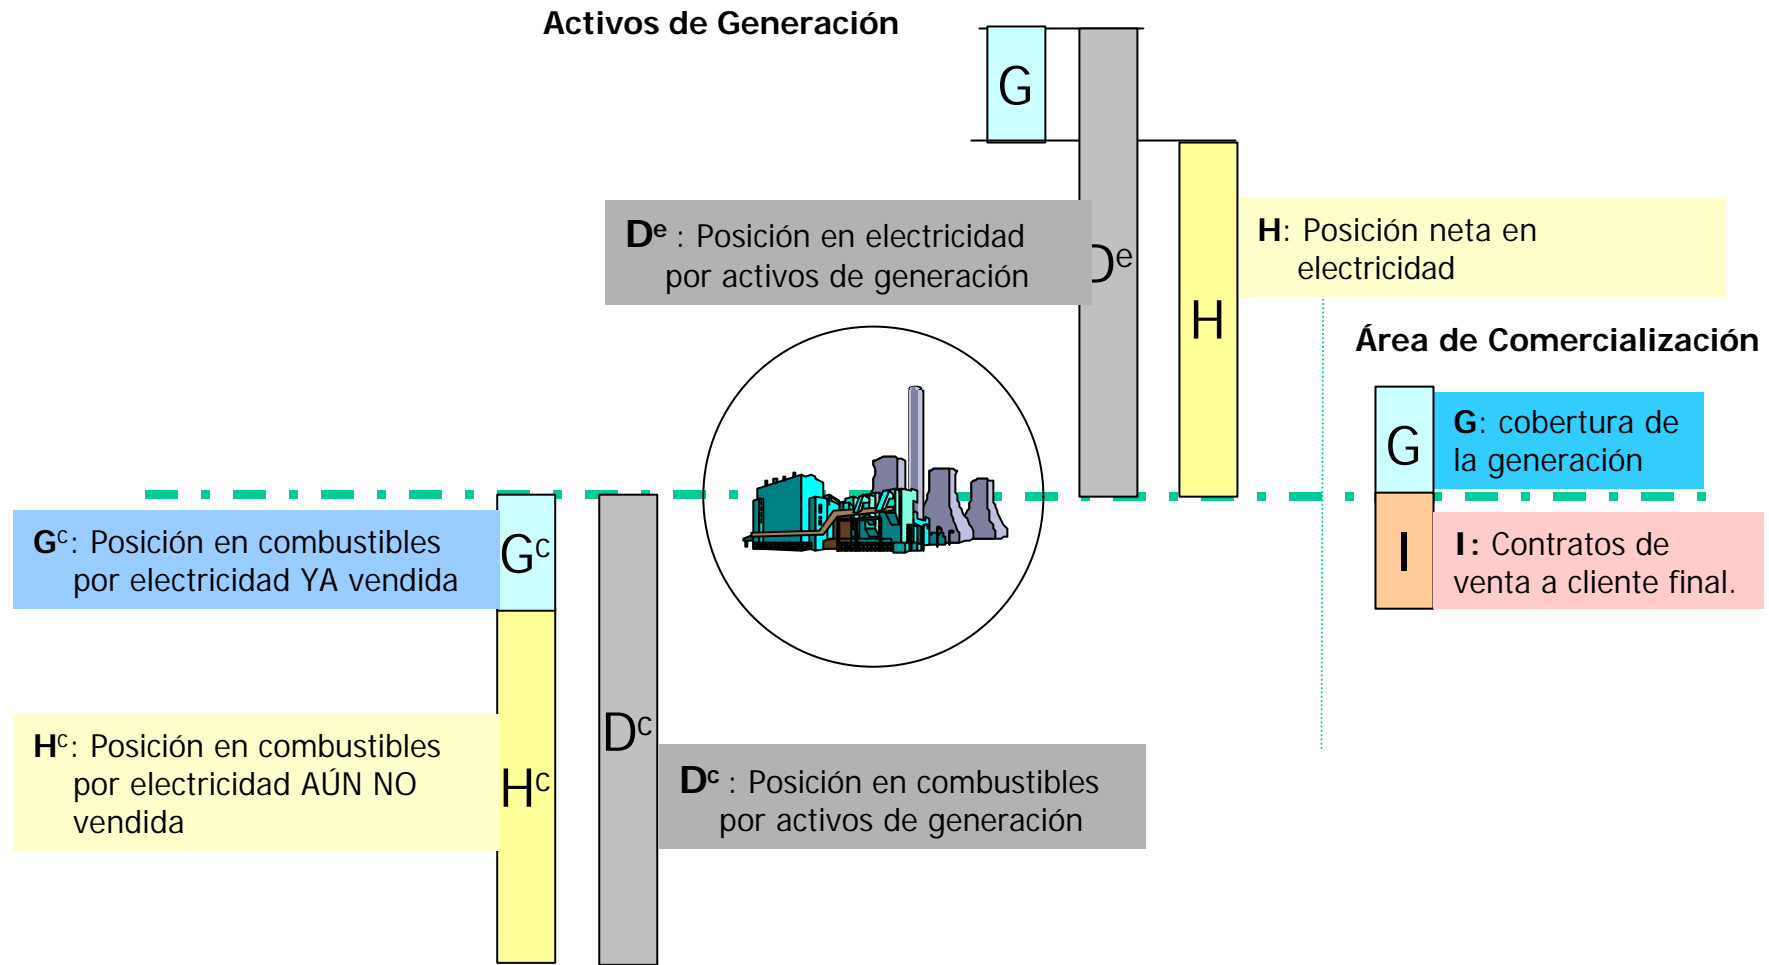 Activos de Generación
G
Dᵉ : Posición en electricidad
por activos de generación
Dᵉ
H: Posición neta en
electricidad
H
Área de Comercialización
G
G: cobertura de
la generación
I
I: Contratos de
venta a cliente final.
Gᶜ: Posición en combustibles
por electricidad YA vendida
Gᶜ
Hᶜ: Posición en combustibles
por electricidad AÚN NO
vendida
Hᶜ
Dᶜ
Dᶜ : Posición en combustibles
por activos de generación